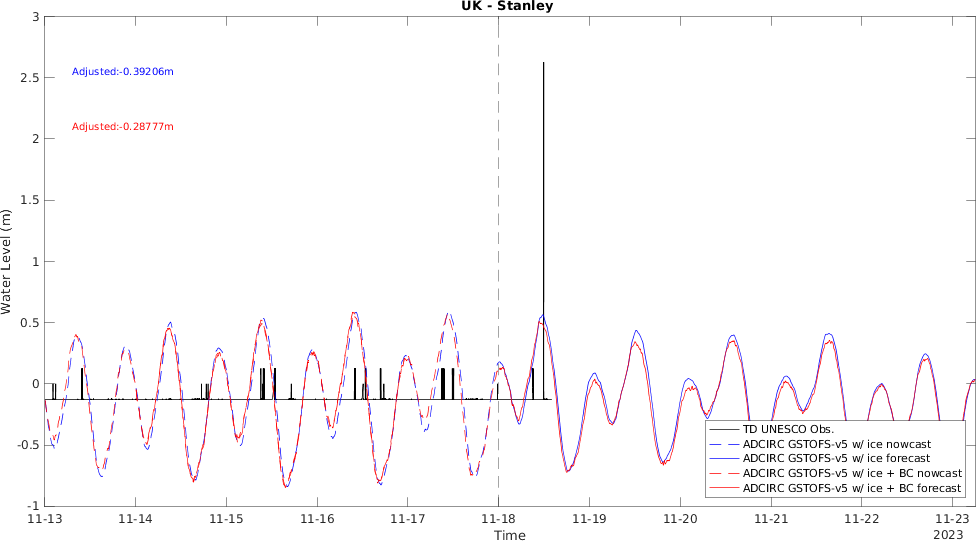 UK - Stanley
3
2.5
2
1.5
1
0.5
0
-0.5
-1
Adjusted:-0.39206m
Adjusted:-0.28777m
Water Level (m)
TD UNESCO Obs.
ADCIRC GSTOFS-v5 w/ ice nowcast
ADCIRC GSTOFS-v5 w/ ice forecast
ADCIRC GSTOFS-v5 w/ ice + BC nowcast
ADCIRC GSTOFS-v5 w/ ice + BC forecast
11-13 11-14 11-15 11-16 11-17 11-18 11-19 11-20 11-21 11-22 11-23
Time
2023